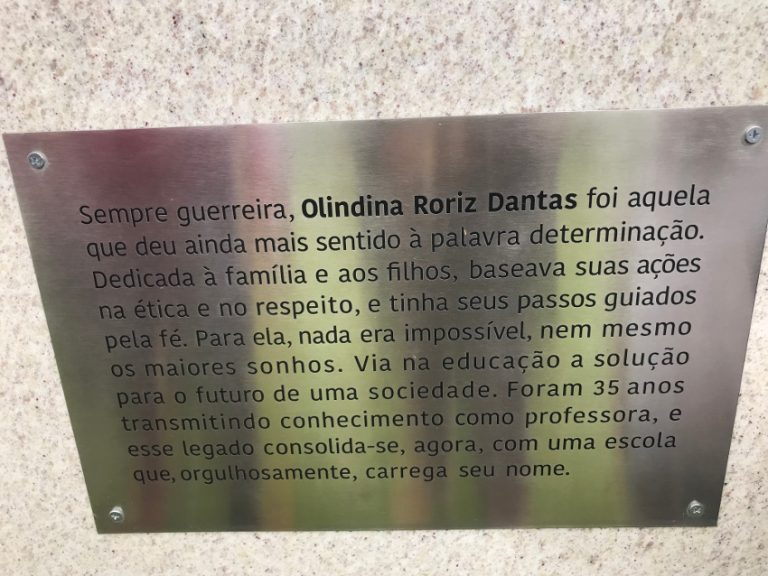 Sempre guerreira, Olindina Roriz Dantas foi aquela
que deu ainda mais sentido à palavra determinação.
Dedicada à família e aos filhos, baseava suas ações
na ética e no respeito, e tinha seus passos guiados
pela fé. Para ela, nada era impossível, nem mesmo
os maiores sonhos. Via na educação a solução
para o futuro de uma sociedade. Foram 35 anos
transmitindo conhecimento como professora, e
esse legado consolida-se, agora, com uma escola
que, orgulhosamente, carrega seu nome.